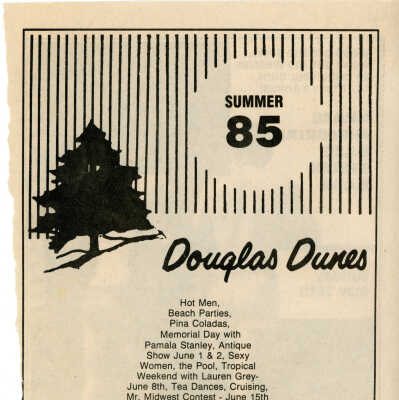 SUMMER
85
Douglas Dunes
Hot Men,
Beach Parties,
Pina Coladas,
Memorial Day with
Pamala Stanley, Antique
Show June 1 & 2, Sexy
Women, the Pool, Tropical
Weekend with Lauren Grey-
June 8th, Tea Dances, Cruising,
Mr. Midwest Contest - June 15th